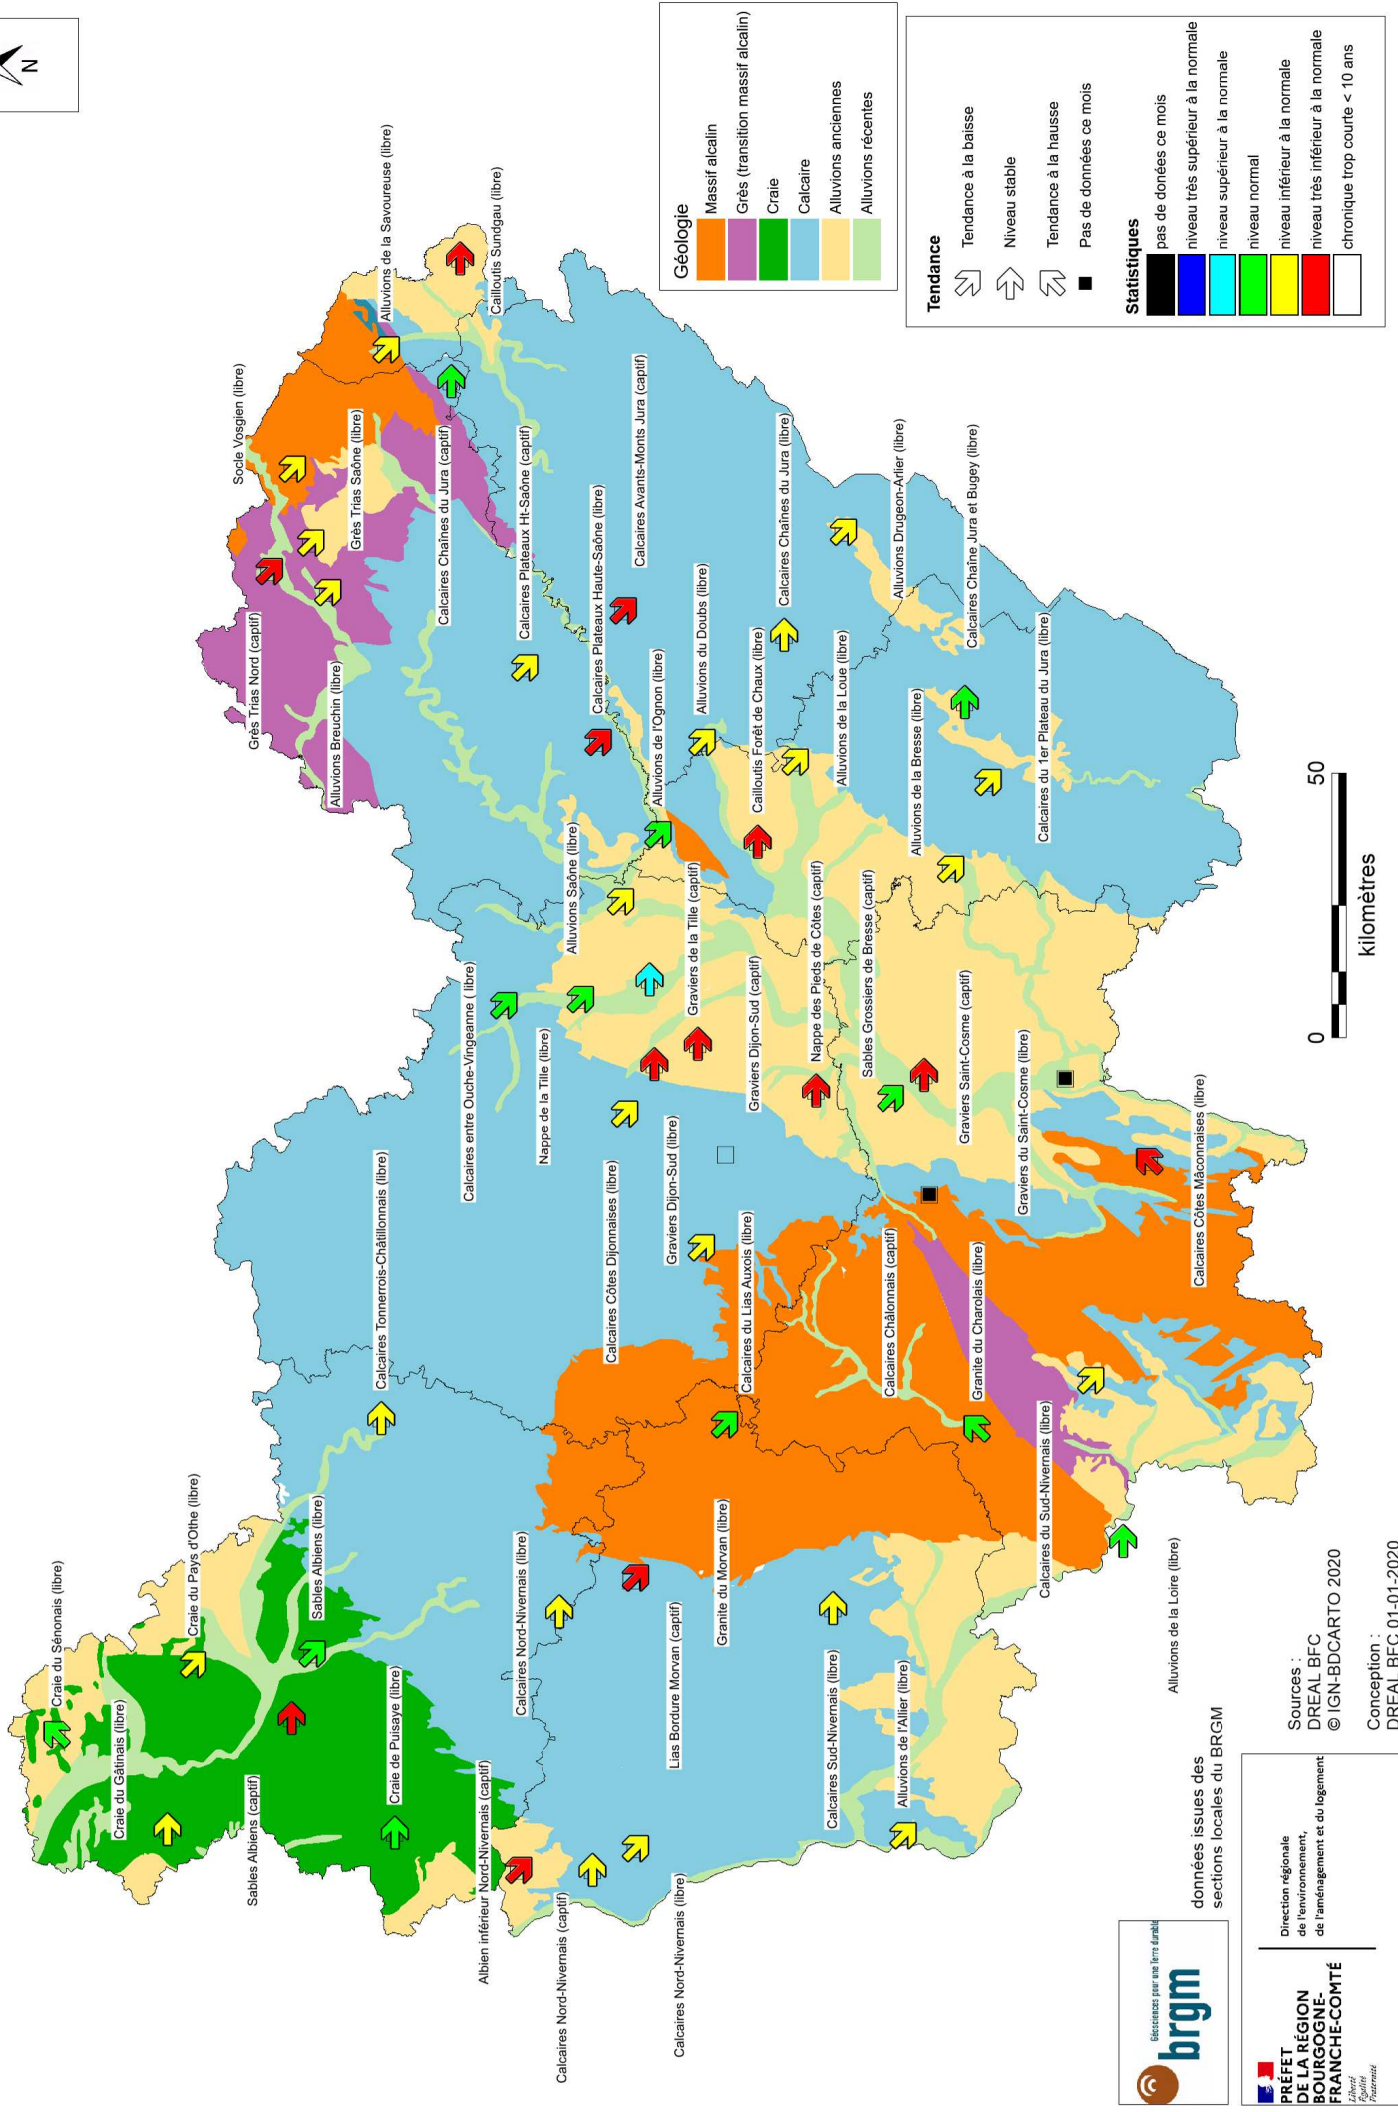 N
Géologie
Massif alcalin
Grès (transition massif alcalin)
Craie
Calcaire
Alluvions anciennes
Alluvions récentes
Tendance
Tendance à la baisse
Niveau stable
Tendance à la hausse
Pas de données ce mois
Statistiques
pas de donées ce mois
niveau très supérieur à la normale
niveau supérieur à la normale
niveau normal
niveau inférieur à la normale
niveau très inférieur à la normale
chronique trop courte < 10 ans
Craie du Sénonais (libre)
Craie du Gâtinais (libre)
Craie du Pays d'Othe (libre)
Sables Albiens (captif)
Sables Albiens (libre)
Calcaires Tonnerrois-Châtillonnais (libre)
Craie de Puisaye (libre)
Albien inférieur Nord-Nivernais (captif)
Calcaires Nord-Nivernais (libre)
Calcaires Nord-Nivernais (captif)
Calcaires Nord-Nivernais (libre)
Lias Bordure Morvan (captif)
Granite du Morvan (libre)
Calcaires Sud-Nivernais (libre)
Alluvions de l'Allier (libre)
Calcaires du Sud-Nivernais (libre)
Alluvions de la Loire (libre)
Calcaires entre Ouche-Vingeanne ( libre)
Nappe de la Tille (libre)
Calcaires Côtes Dijonnaises (libre)
Graviers Dijon-Sud (libre)
Calcaires du Lias Auxois (libre)
Calcaires Châlonnais (captif)
Granite du Charolais (libre)
Graviers du Saint-Cosme (libre)
Calcaires Côtes Mâconnaises (libre)
Alluvions Saône (libre)
Graviers de la Tille (captif)
Graviers Dijon-Sud (captif)
Nappe des Pieds de Côtes (captif)
Sables Grossiers de Bresse (captif)
Graviers Saint-Cosme (captif)
Socle Vosgien (libre)
Grès Trias Nord (captif)
Alluvions Breuchin (libre)
Grès Trias Saône (libre)
Alluvions de la Savoureuse (libre)
Cailloutis Sundgau (libre)
Calcaires Chaînes du Jura (captif)
Calcaires Plateaux Ht-Saône (captif)
Calcaires Plateaux Haute-Saône (libre)
Calcaires Avants-Monts Jura (captif)
Alluvions de l'Ognon (libre)
Alluvions du Doubs (libre)
Cailloutis Forêt de Chaux (libre)
Calcaires Chaînes du Jura (libre)
Alluvions de la Loue (libre)
Alluvions Drugeon-Arlier (libre)
Alluvions de la Bresse (libre)
Calcaires Chaîne Jura et Bugey (libre)
Calcaires du 1er Plateau du Jura (libre)
0
50
kilomètres
Géosciences pour une Terre durable
brgm
données issues des
sections locales du BRGM
PRÉFET
DE LA RÉGION
BOURGOGNE-
FRANCHE-COMTÉ
Liberté
Égalité
Fraternité
Direction régionale
de l'environnement,
de l'aménagement et du logement
Sources :
DREAL BFC
© IGN-BDCARTO 2020
Conception :
DREAL BFC 01-01-2020